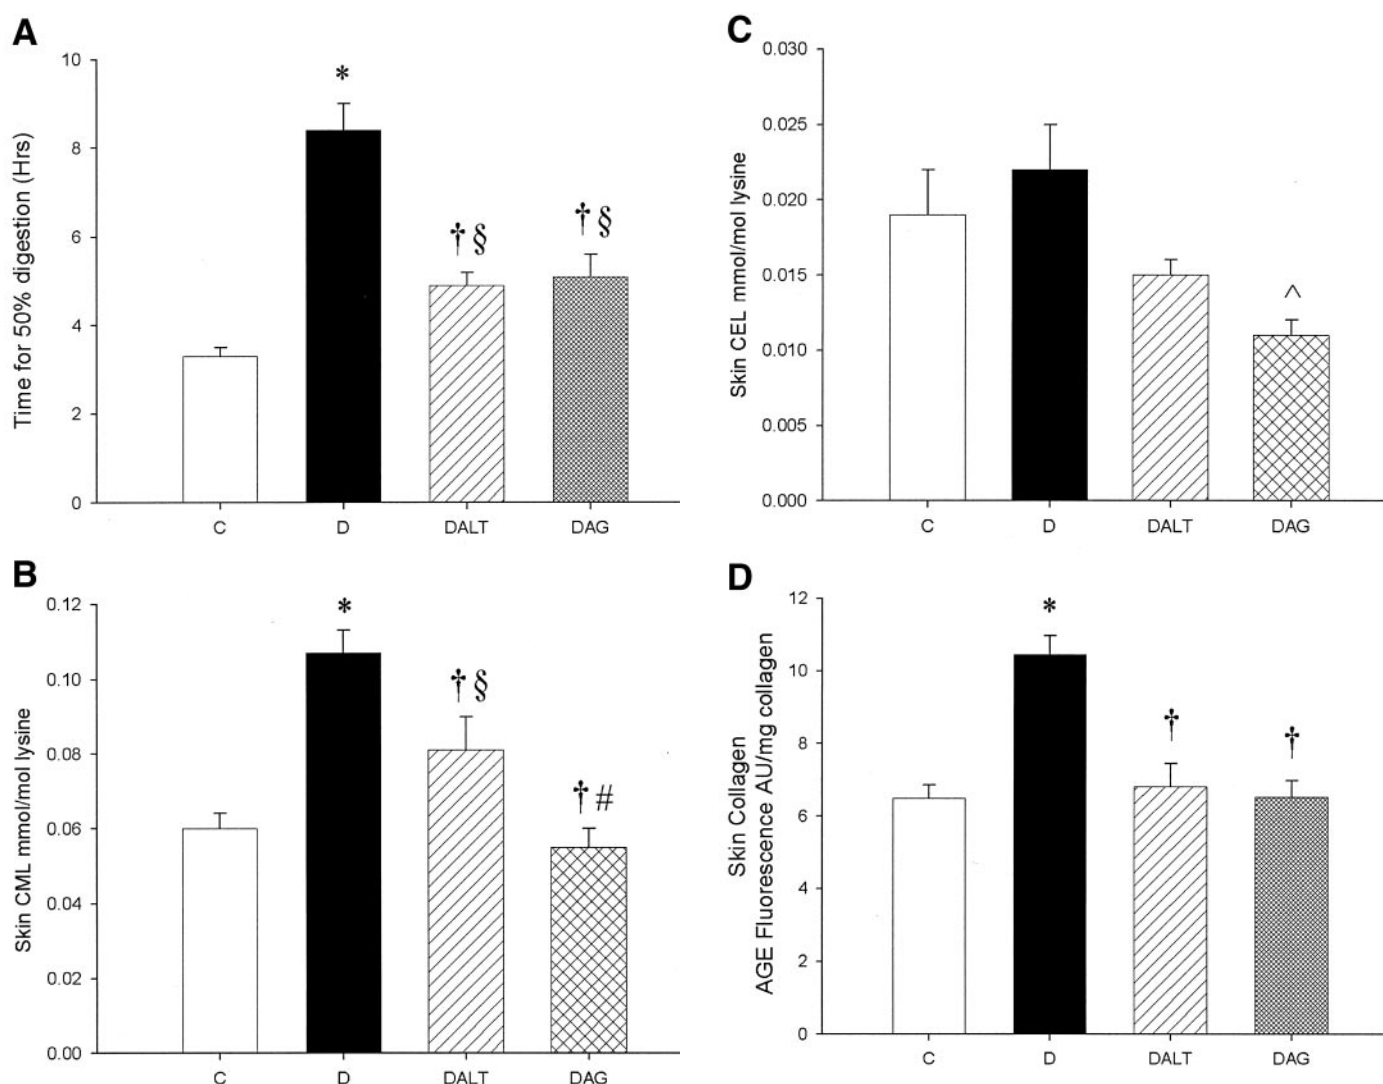 A
Time for 50% digestion (Hrs)
10
8
6
4
2
0
*
†§
†§
C D DALT DAG
B
Skin CML mmol/mol lysine
0.12
0.10
0.08
0.06
0.04
0.02
0.00
*
†§
†#
C D DALT DAG
C
Skin CEL mmol/mol lysine
0.030
0.025
0.020
0.015
0.010
0.005
0.000
^
C D DALT DAG
D
Skin Collagen
AGE Fluorescence AU/mg collagen
12
10
8
6
4
2
0
*
†
†
C D DALT DAG